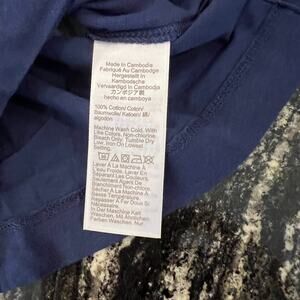 Made In Cambodia
Fabriqué Au Cambodge
Hergestellt In
Kambodscha
Vervaardigd In Cambodja
カンボジア製
hecho en camboya
100% Cotton/ Coton/
Baumwolle/ Katoen/ 綿/
algodon
Machine Wash Cold, With
Like Colors, Non-chlorine
Bleach Only, Tumble Dry
Low, Iron On Lowest
Setting.
Laver À La Machine À
Eau Froide, Laver En
Séparant Les Couleurs.
Seulement Agent De
Blanchiment Non-chlore.
Sécher À La Machine À
Basse Température.
Repasser À Fer Doux Si
Nécessaire.
In Der Maschine Kalt
Waschen, Mit Ähnlichen
Farben Waschen, Nur